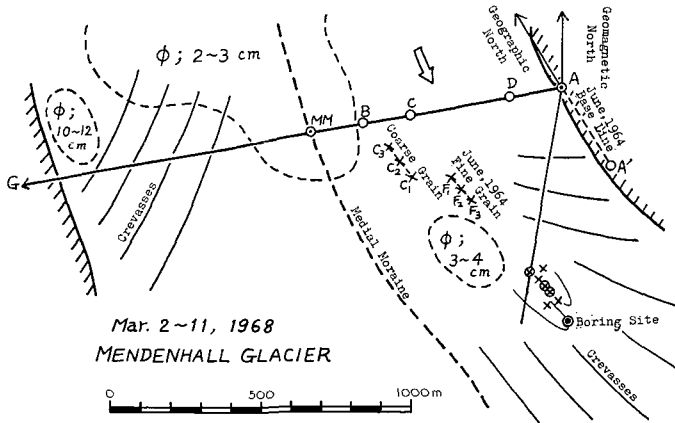 Geographic North
Geomagnetic North
φ; 2~3 cm
φ; 10~12 cm
MM
B
C
D
A
June, 1964 Base Line
A'
G
Crevasses
C3
C2
C1
Coarse Grain
June, 1964
Fine Grain
F1
F2
F3
φ; 3~4 cm
Medial Moraine
Boring Site
Crevasses
Mar. 2~11, 1968
MENDENHALL GLACIER
0 500 1000 m